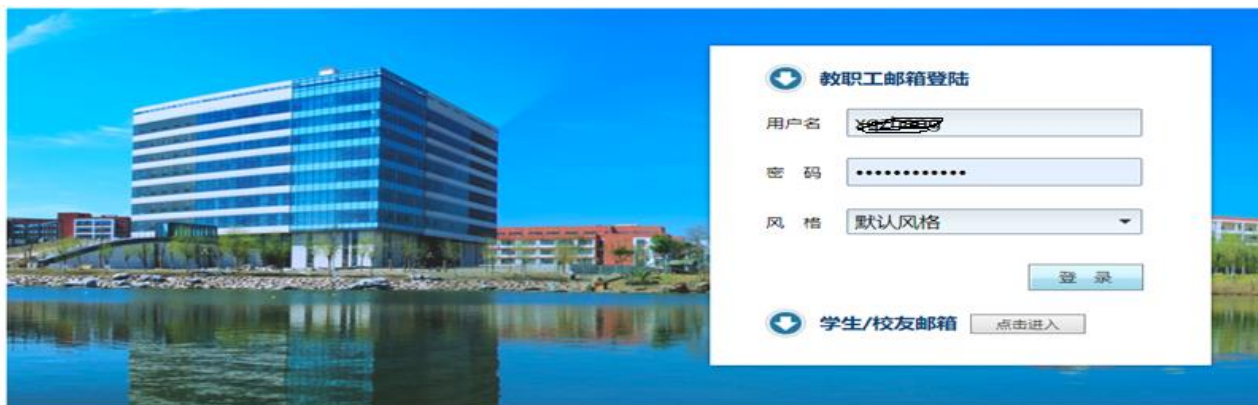 教职工邮箱登陆
用户名
密 码 ••••••••••••
风 格 默认风格
登 录
学生/校友邮箱 点击进入